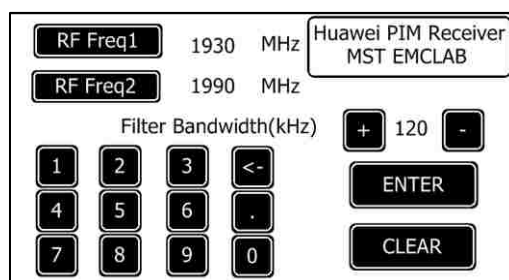 RF Freq1 1930 MHz
Huawei PIM Receiver
MST EMCLAB
RF Freq2 1990 MHz
Filter Bandwidth(kHz) + 120 -
1 2 3 <-
ENTER
4 5 6 .
7 8 9 0
CLEAR